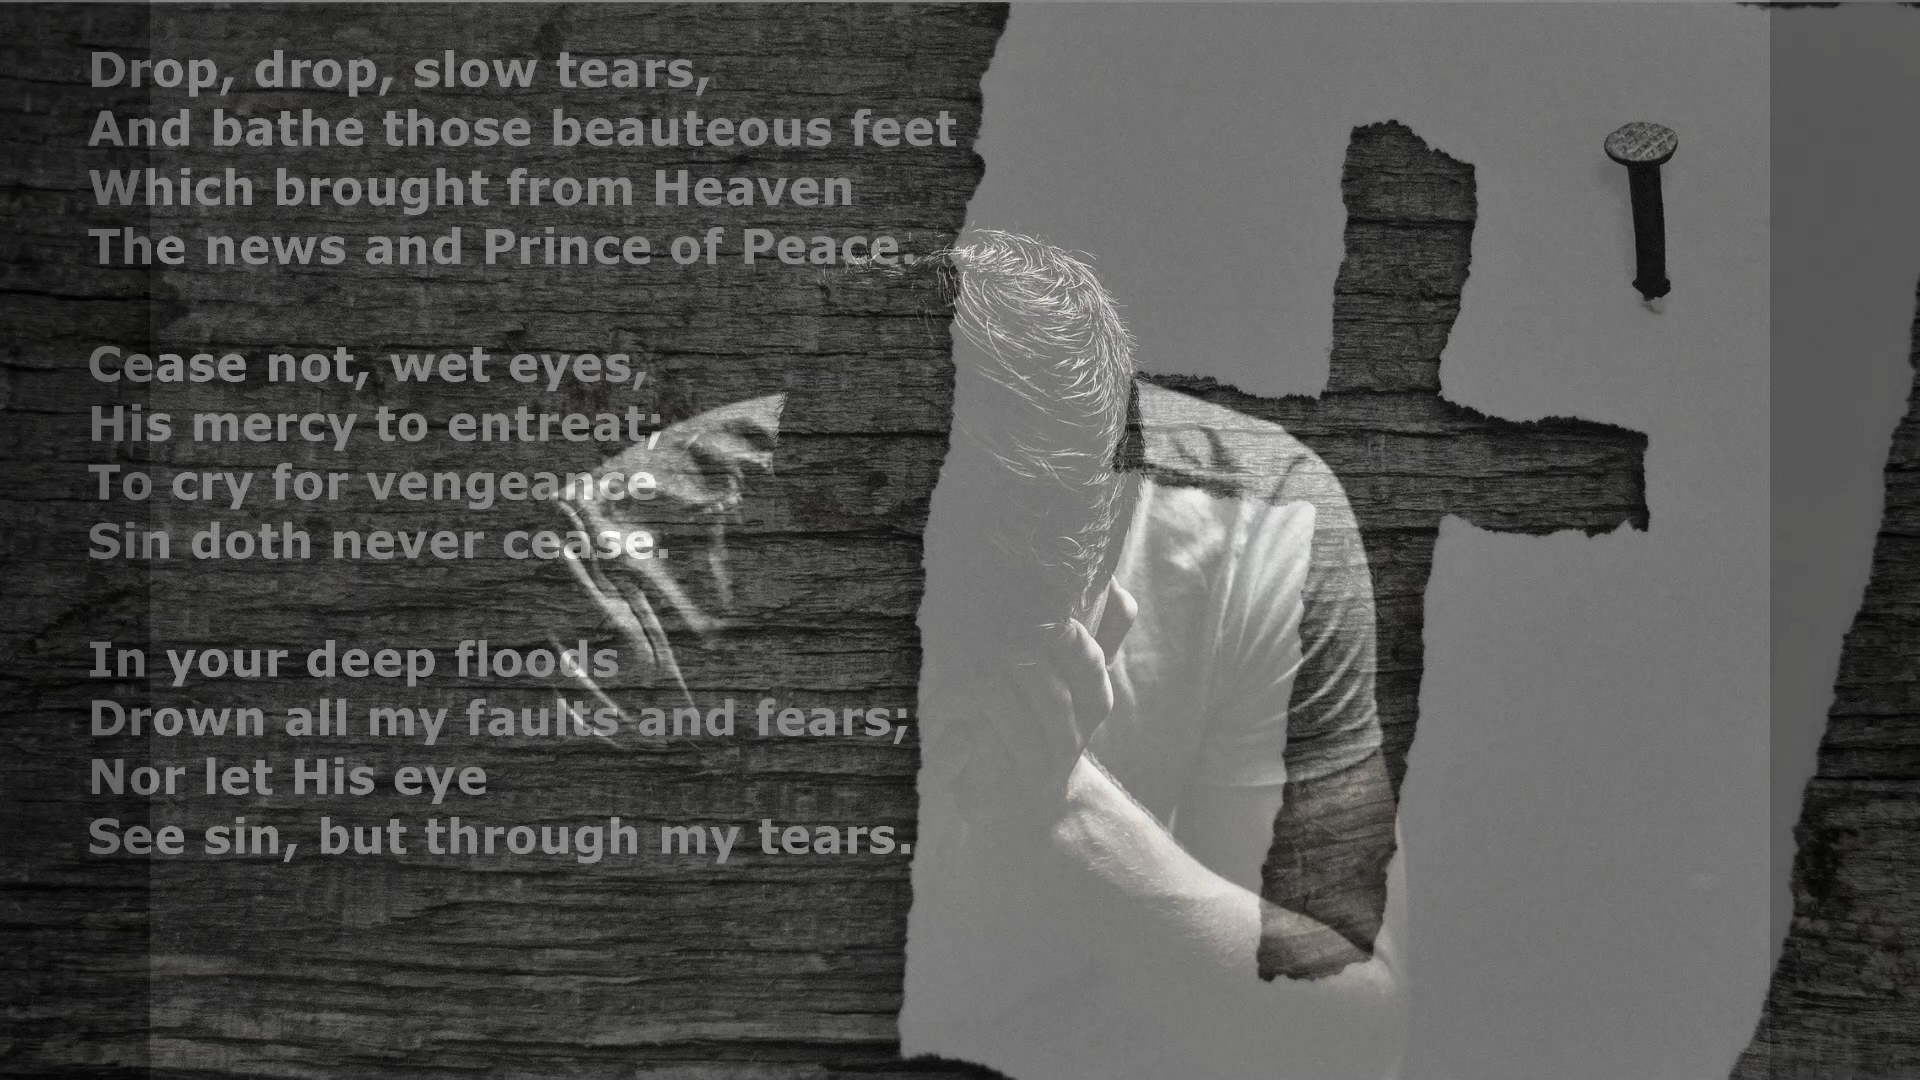 Drop, drop, slow tears,
And bathe those beauteous feet
Which brought from Heaven
The news and Prince of Peace.
Cease not, wet eyes,
His mercy to entreat;
To cry for vengeance
Sin doth never cease.
In your deep floods
Drown all my faults and fears;
Nor let His eye
See sin, but through my tears.